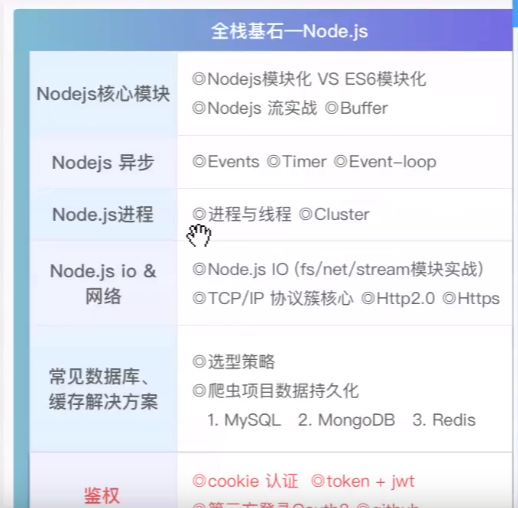 全栈基石—Node.js
Nodejs核心模块
◎Nodejs模块化 VS ES6模块化
◎Nodejs 流实战 ◎Buffer
Nodejs 异步
◎Events ◎Timer ◎Event-loop
Node.js进程
◎进程与线程 ◎Cluster
Node.js io &
网络
◎Node.js IO (fs/net/stream模块实战)
◎TCP/IP 协议簇核心 ◎Http2.0 ◎Https
常见数据库、
缓存解决方案
◎选型策略
◎爬虫项目数据持久化
1. MySQL 2. MongoDB 3. Redis
鉴权
◎cookie 认证 ◎token + jwt